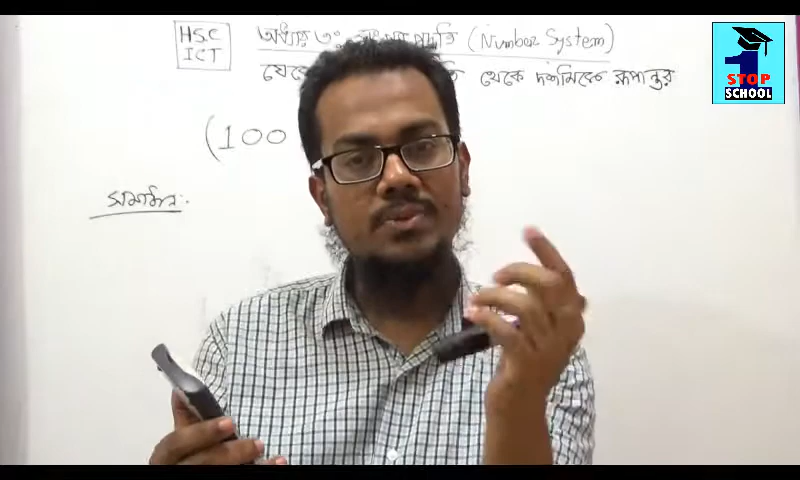 HSC
ICT
অধ্যায় ৩ঃ পদ্ধতি (Number System)
থেকে দশমিকে রূপান্তর
(100
সমাধানঃ
1
STOP
SCHOOL